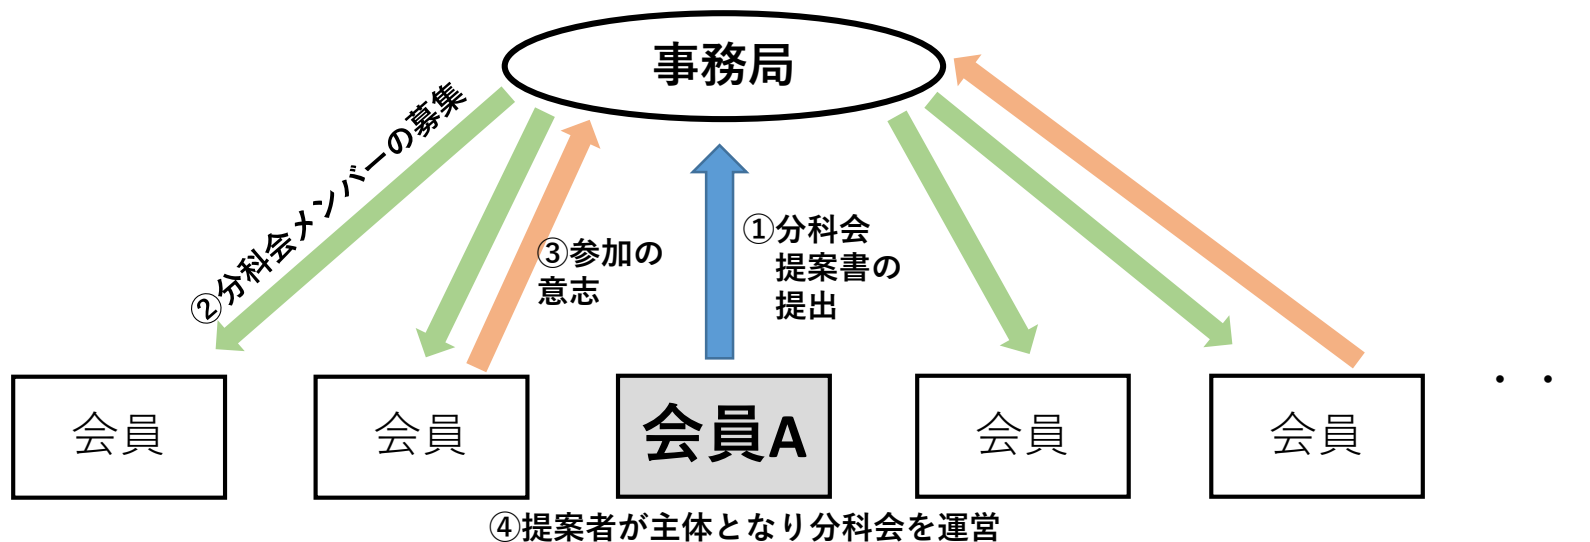 事務局
②分科会メンバーの募集
③参加の
意志
①分科会
提案書の
提出
会員
会員
会員A
会員
会員
・・
④提案者が主体となり分科会を運営